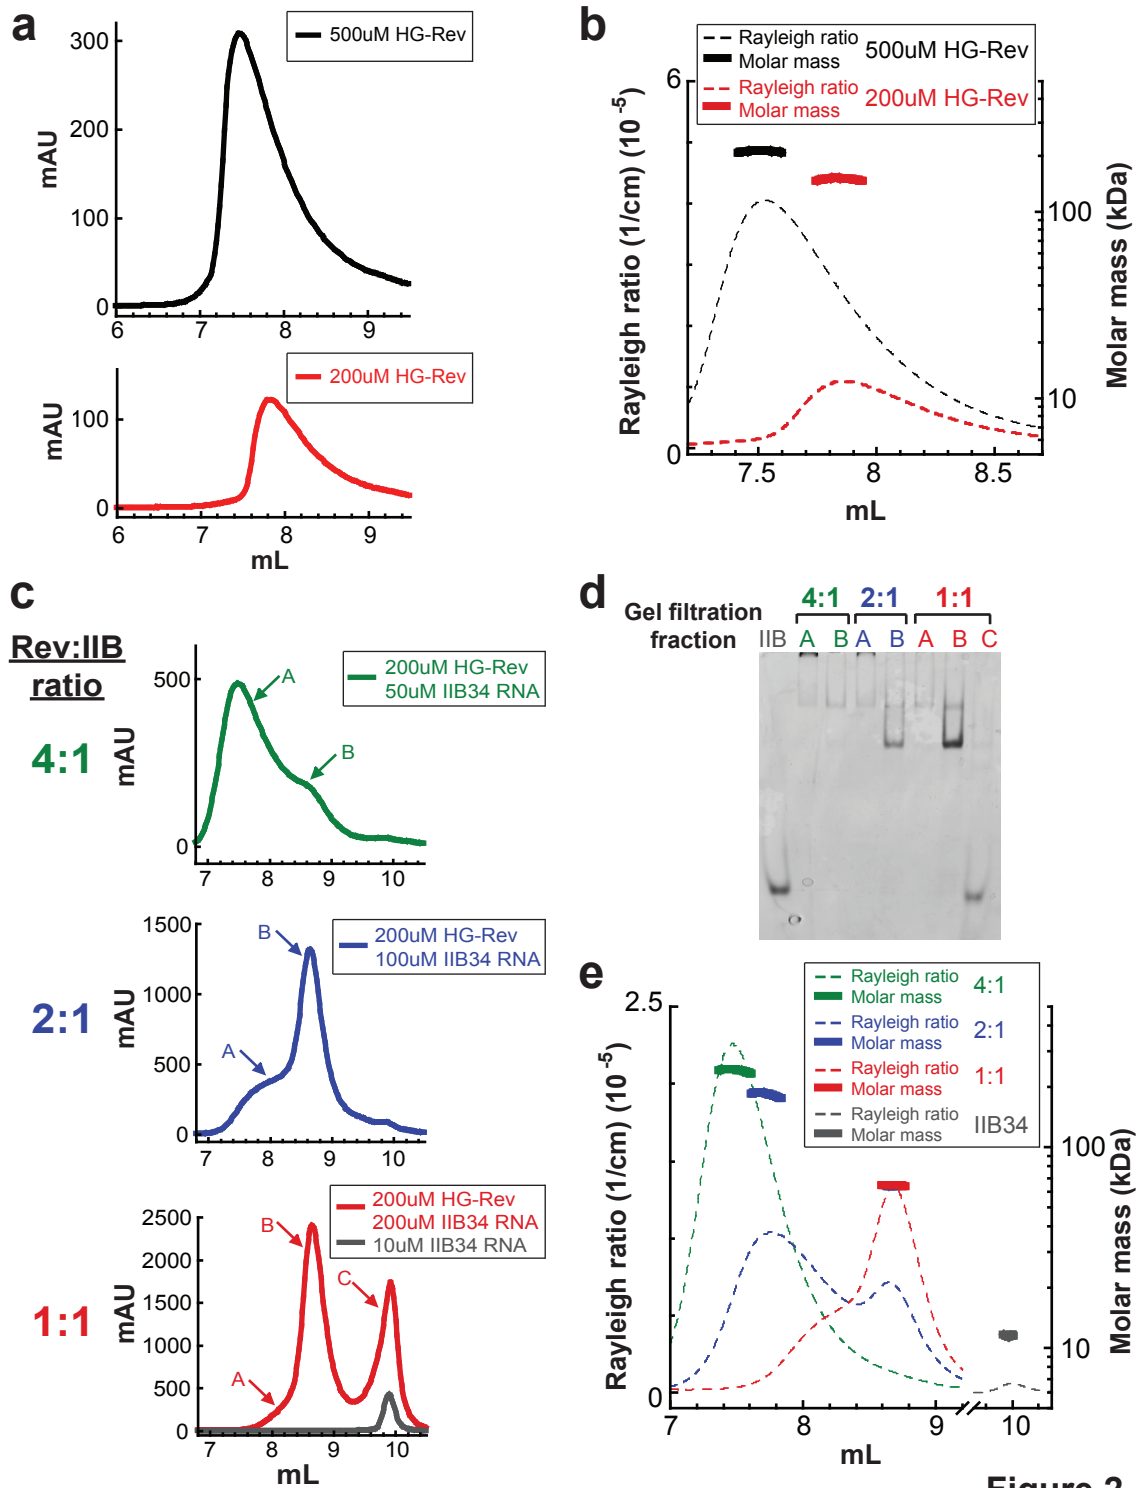 a
500uM HG-Rev
300
200
100
0
mAU
6 7 8 9
200uM HG-Rev
100
0
mAU
6 7 8 9
mL
b
Rayleigh ratio
Molar mass
500uM HG-Rev
Rayleigh ratio
Molar mass
200uM HG-Rev
6
0
Rayleigh ratio (1/cm) (10⁻⁵)
100
10
Molar mass (kDa)
7.5 8 8.5
mL
c
Rev:IIB
ratio
4:1
mAU
500
0
200uM HG-Rev
50uM IIB34 RNA
A
B
7 8 9 10
2:1
mAU
1500
1000
500
0
200uM HG-Rev
100uM IIB34 RNA
B
A
7 8 9 10
1:1
mAU
2500
2000
1500
1000
500
0
200uM HG-Rev
200uM IIB34 RNA
10uM IIB34 RNA
B
C
A
7 8 9 10
mL
d
4:1 2:1 1:1
Gel filtration
fraction
IIB A B A B A B C
e
Rayleigh ratio
Molar mass
4:1
Rayleigh ratio
Molar mass
2:1
Rayleigh ratio
Molar mass
1:1
Rayleigh ratio
Molar mass
IIB34
2.5
0
Rayleigh ratio (1/cm) (10⁻⁵)
100
10
Molar mass (kDa)
7 8 9 10
mL